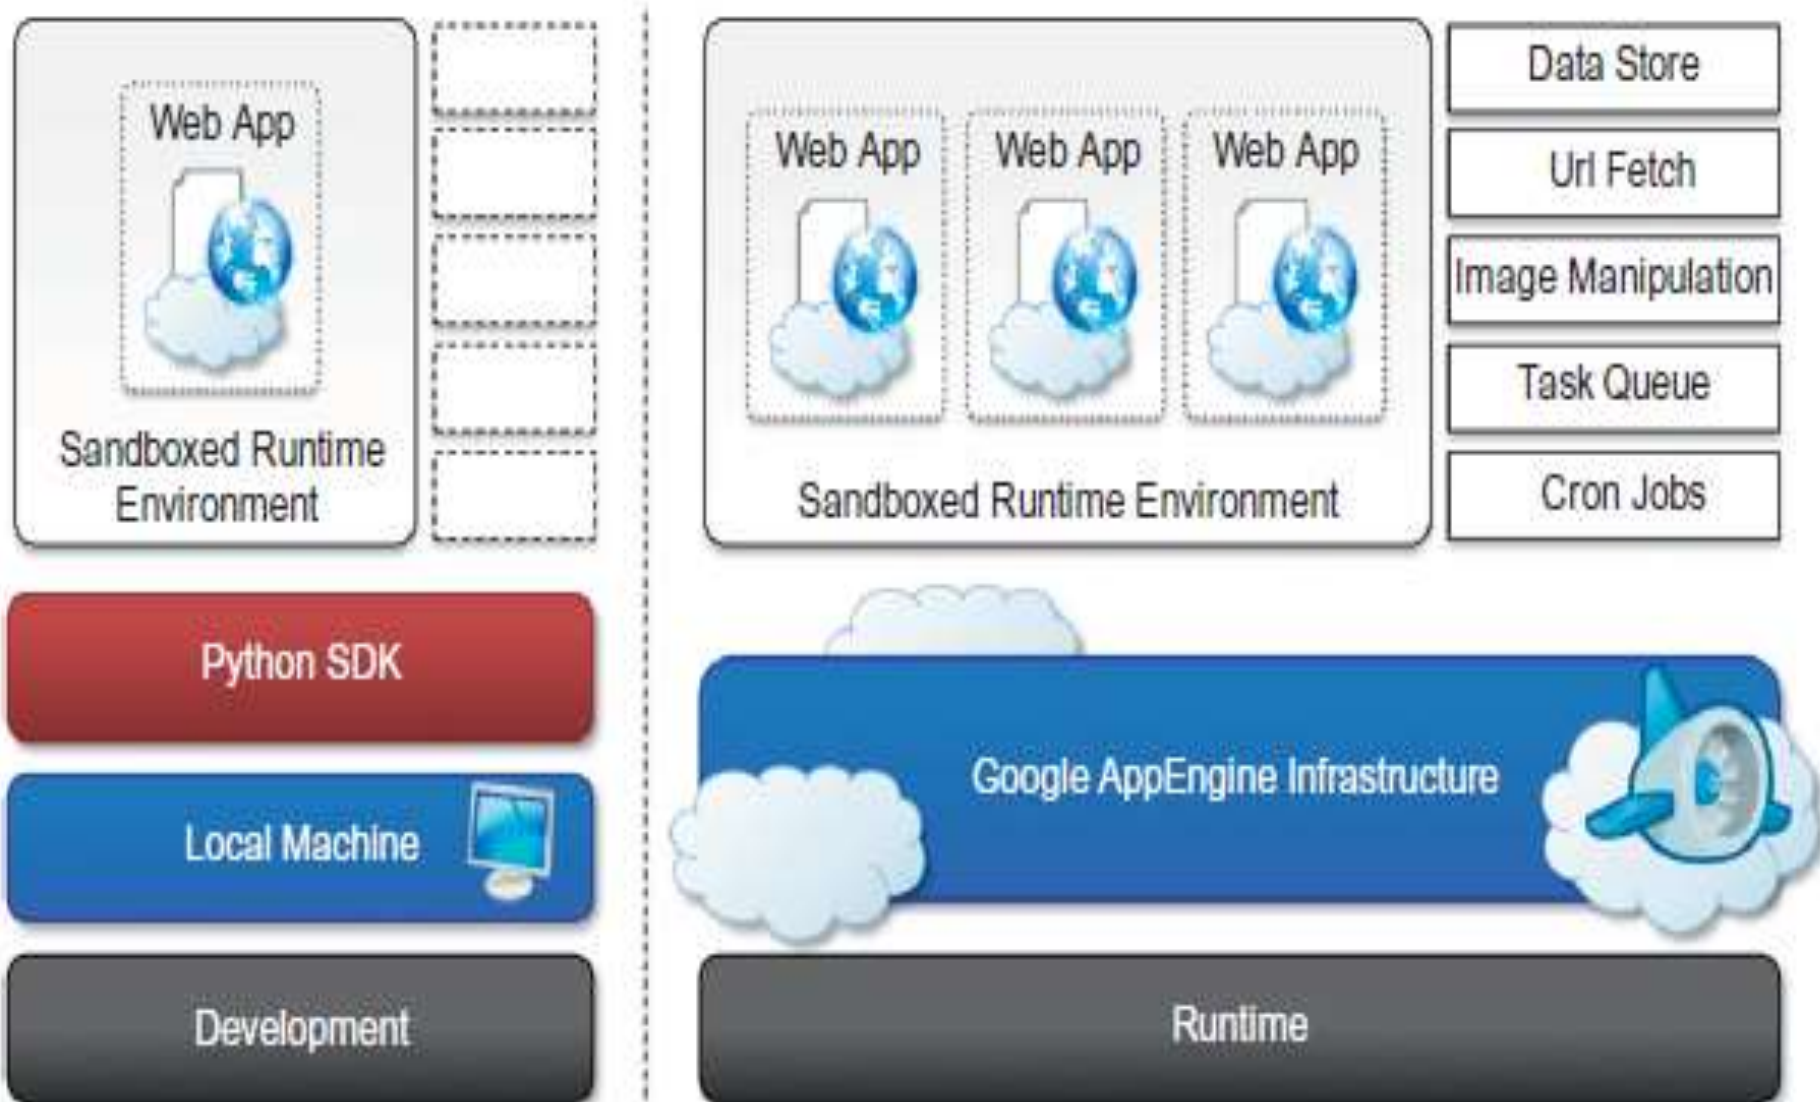 Web App
Sandboxed Runtime
Environment
Python SDK
Local Machine
Development
Web App
Web App
Web App
Sandboxed Runtime Environment
Data Store
Url Fetch
Image Manipulation
Task Queue
Cron Jobs
Google AppEngine Infrastructure
Runtime